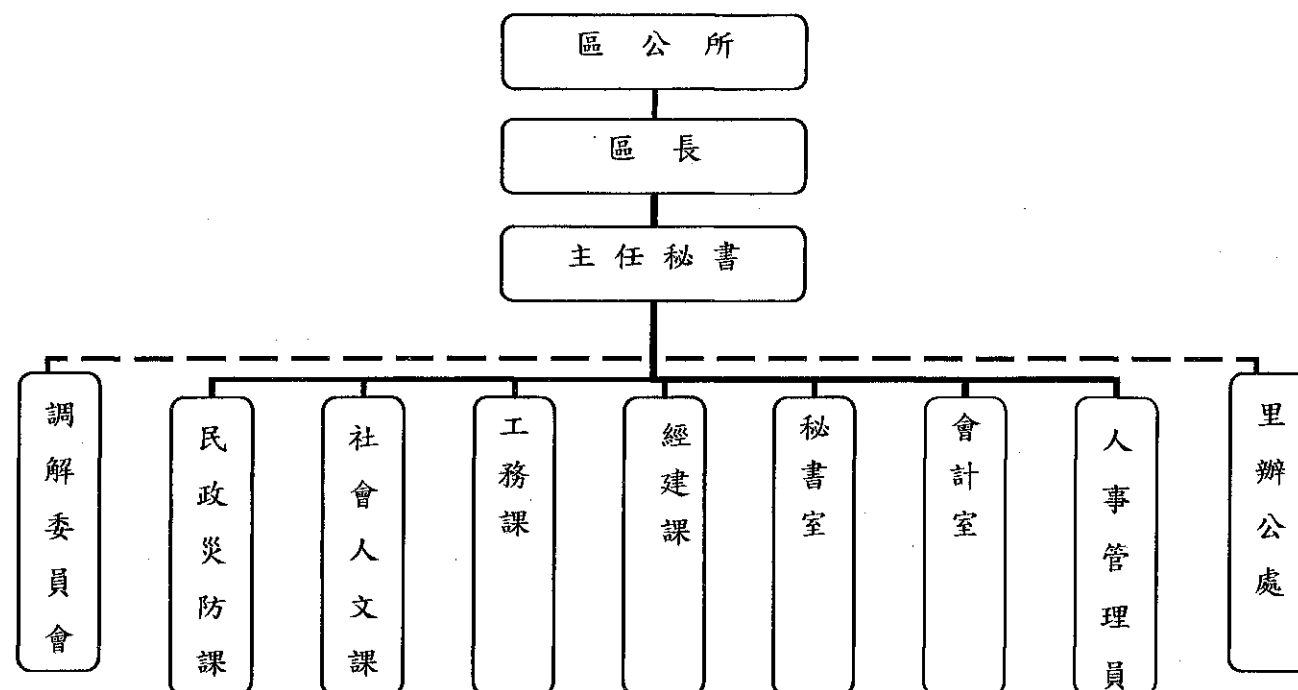 區公所
區長
主任秘書
調解委員會
民政災防課
社會人文課
工務課
經建課
秘書室
會計室
人事管理員
里辦公處